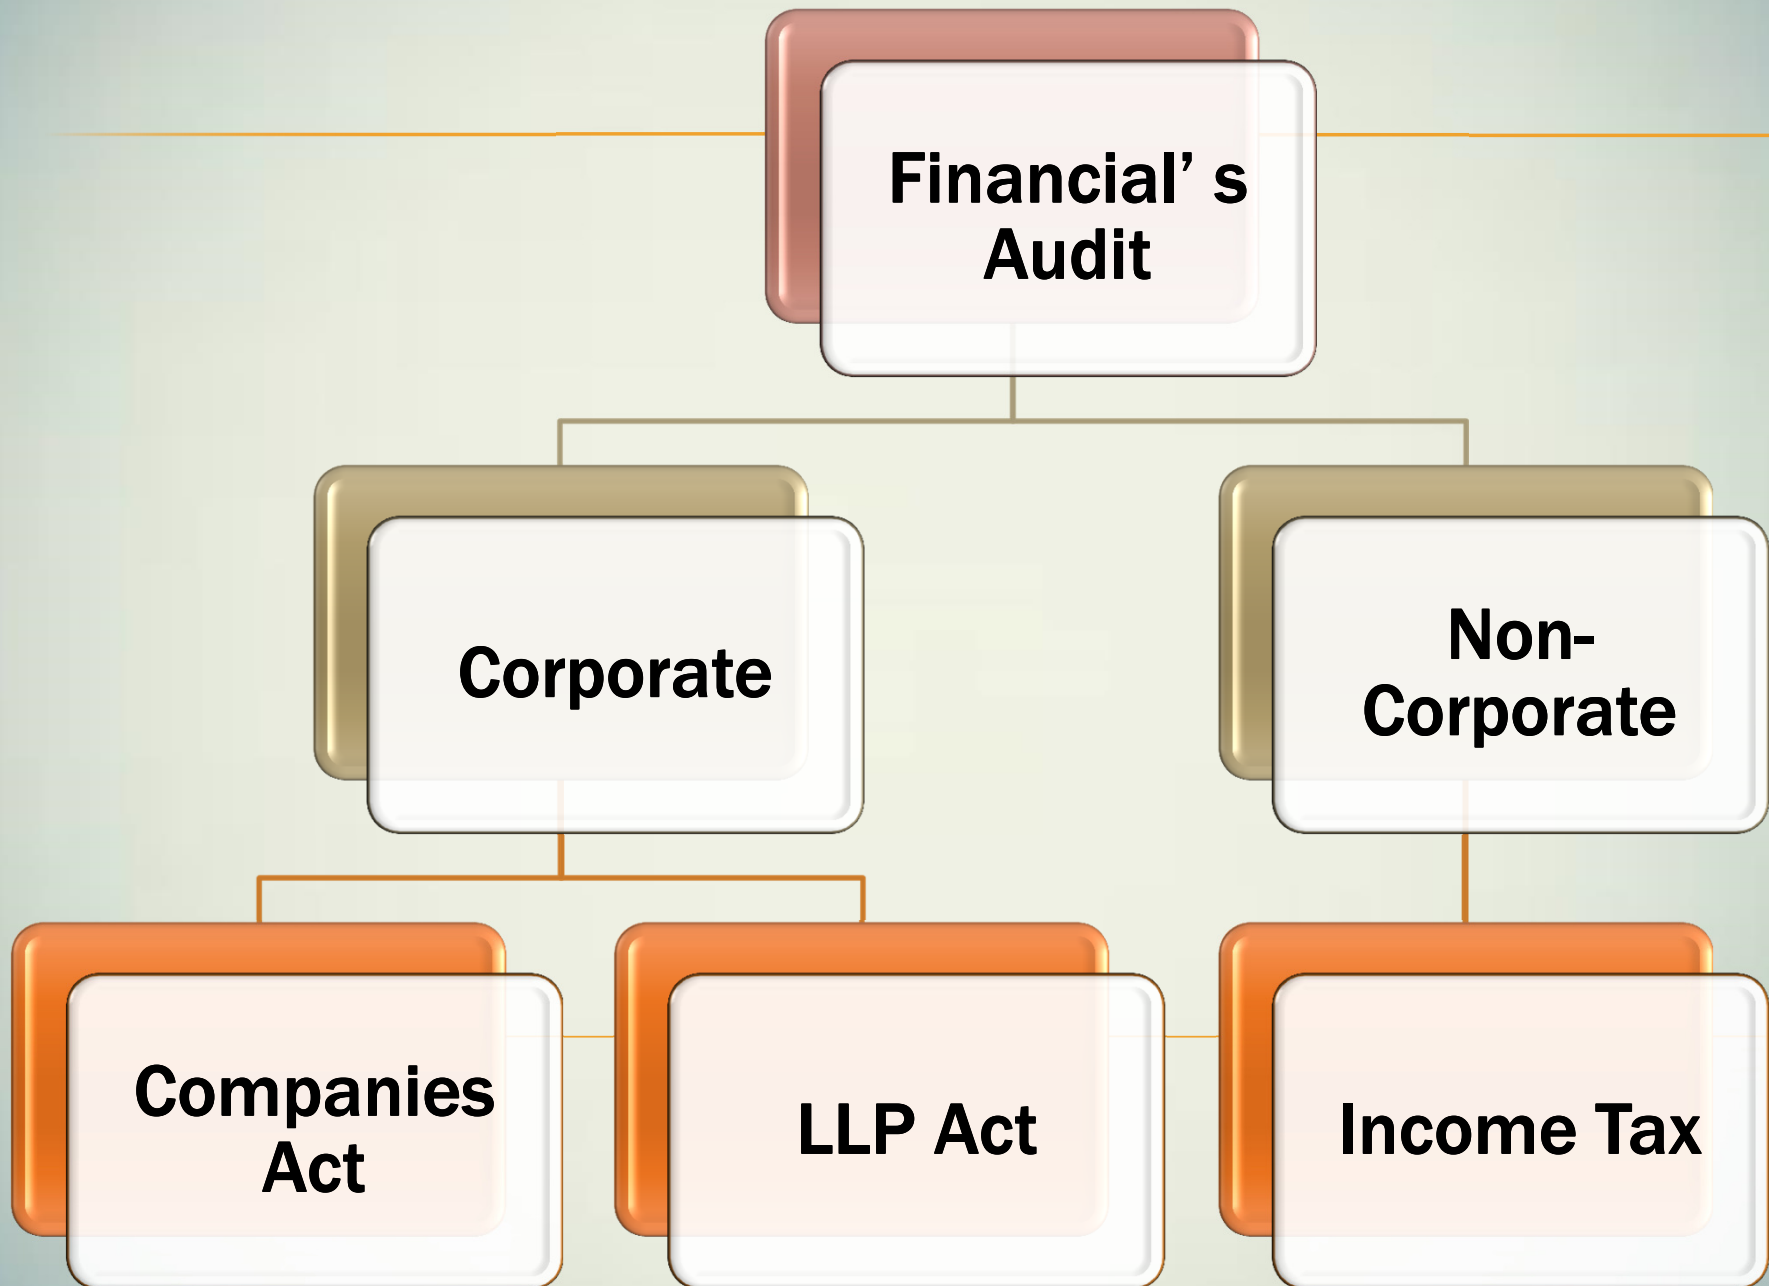 Financial’ s
Audit
Corporate
Non-
Corporate
Companies
Act
LLP Act
Income Tax